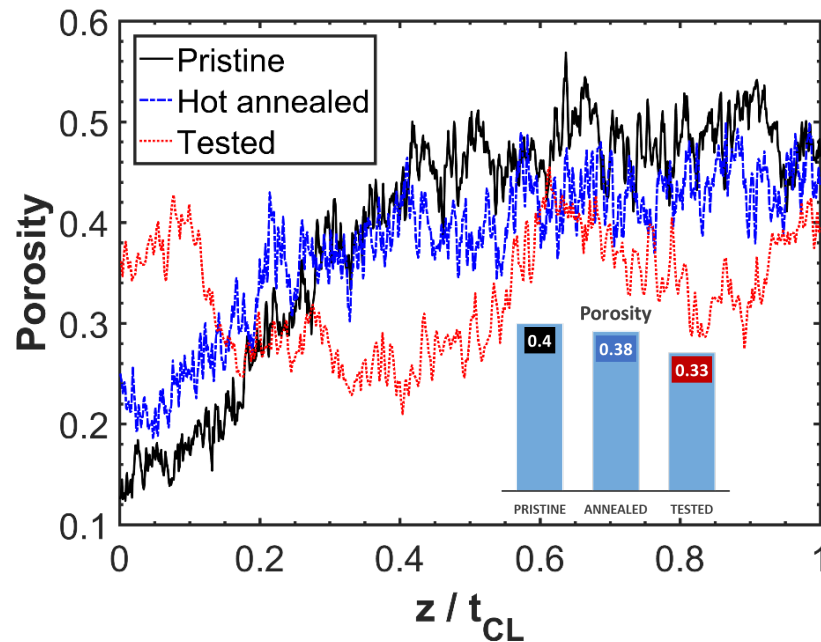 0.6
0.5
0.4
0.3
0.2
0.1
Porosity
Pristine
Hot annealed
Tested
Porosity
0.4
0.38
0.33
PRISTINE
ANNEALED
TESTED
0
0.2
0.4
0.6
0.8
1
z / t_CL